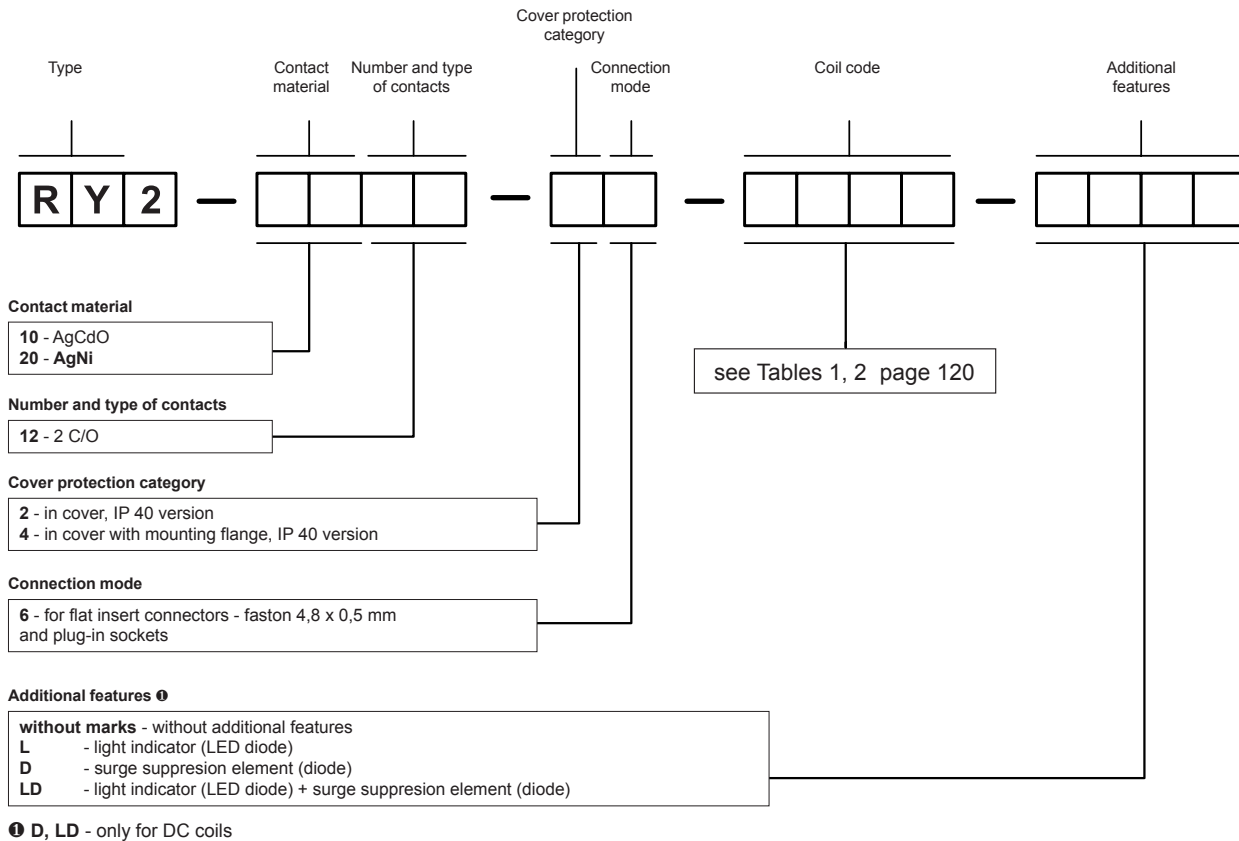 Cover protection
category
Type
Contact
material
Number and type
of contacts
Connection
mode
Coil code
Additional
features
R Y 2 – – – –
Contact material
10 - AgCdO
20 - AgNi
see Tables 1, 2 page 120
Number and type of contacts
12 - 2 C/O
Cover protection category
2 - in cover, IP 40 version
4 - in cover with mounting flange, IP 40 version
Connection mode
6 - for flat insert connectors - faston 4,8 x 0,5 mm
and plug-in sockets
Additional features ❶
without marks - without additional features
L - light indicator (LED diode)
D - surge suppresion element (diode)
LD - light indicator (LED diode) + surge suppresion element (diode)
❶ D, LD - only for DC coils